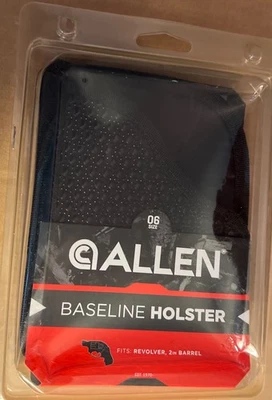 06
SIZE
ALLEN
BASELINE HOLSTER
FITS: REVOLVER, 2in BARREL